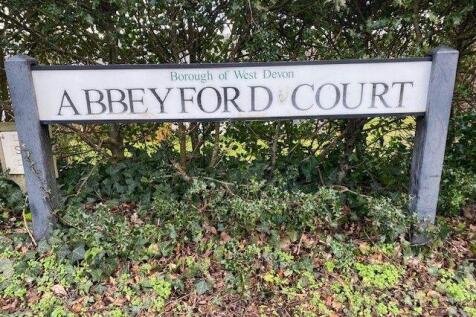 Borough of West Devon
ABBEYFORD COURT